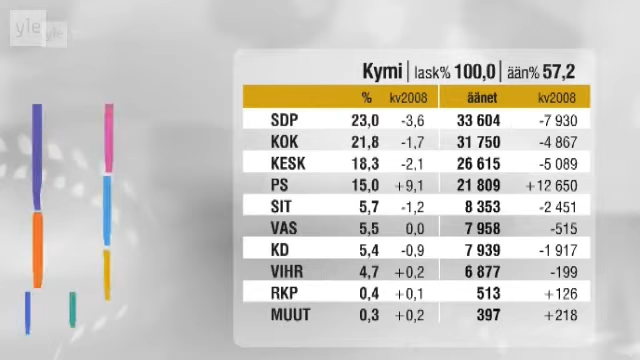 yle
yle
Kymi | lask% 100,0 | ään% 57,2
% kv2008 äänet kv2008
SDP 23,0 -3,6 33 604 -7 930
KOK 21,8 -1,7 31 750 -4 867
KESK 18,3 -2,1 26 615 -5 089
PS 15,0 +9,1 21 809 +12 650
SIT 5,7 -1,2 8 353 -2 451
VAS 5,5 0,0 7 958 -515
KD 5,4 -0,9 7 939 -1 917
VIHR 4,7 +0,2 6 877 -199
RKP 0,4 +0,1 513 +126
MUUT 0,3 +0,2 397 +218